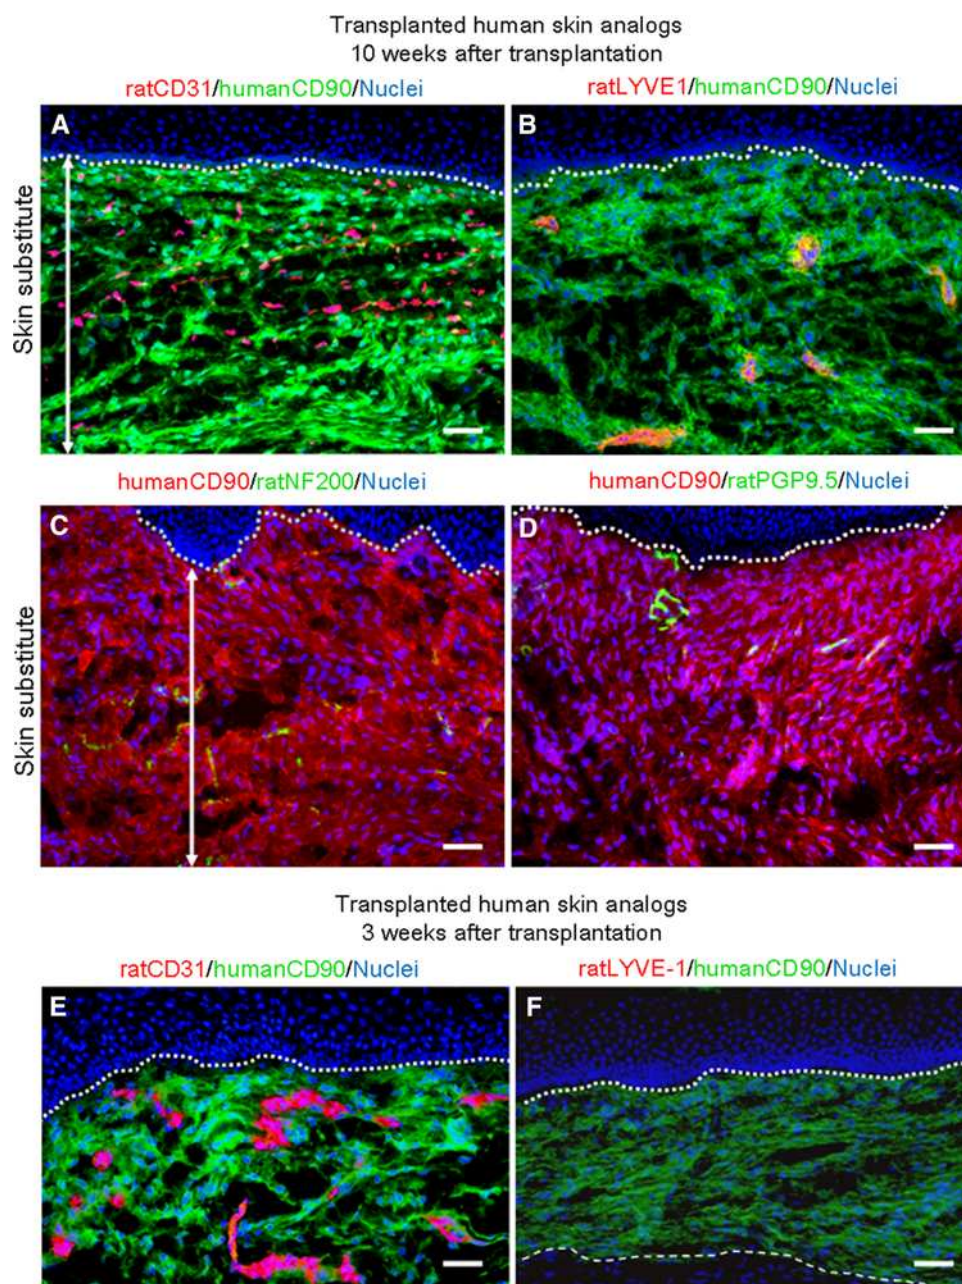 Transplanted human skin analogs
10 weeks after transplantation
ratCD31/humanCD90/Nuclei
ratLYVE1/humanCD90/Nuclei
A
B
Skin substitute
humanCD90/ratNF200/Nuclei
humanCD90/ratPGP9.5/Nuclei
C
D
Skin substitute
Transplanted human skin analogs
3 weeks after transplantation
ratCD31/humanCD90/Nuclei
ratLYVE-1/humanCD90/Nuclei
E
F